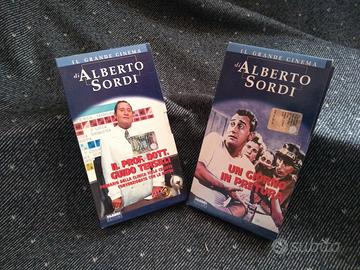 IL GRANDE CINEMA
di ALBERTO
SORDI
IL PROF. DOTT.
GUIDO TERSILLI
IL GRANDE CINEMA
di ALBERTO
SORDI
UN GIORNO
IN PRETURA
subito